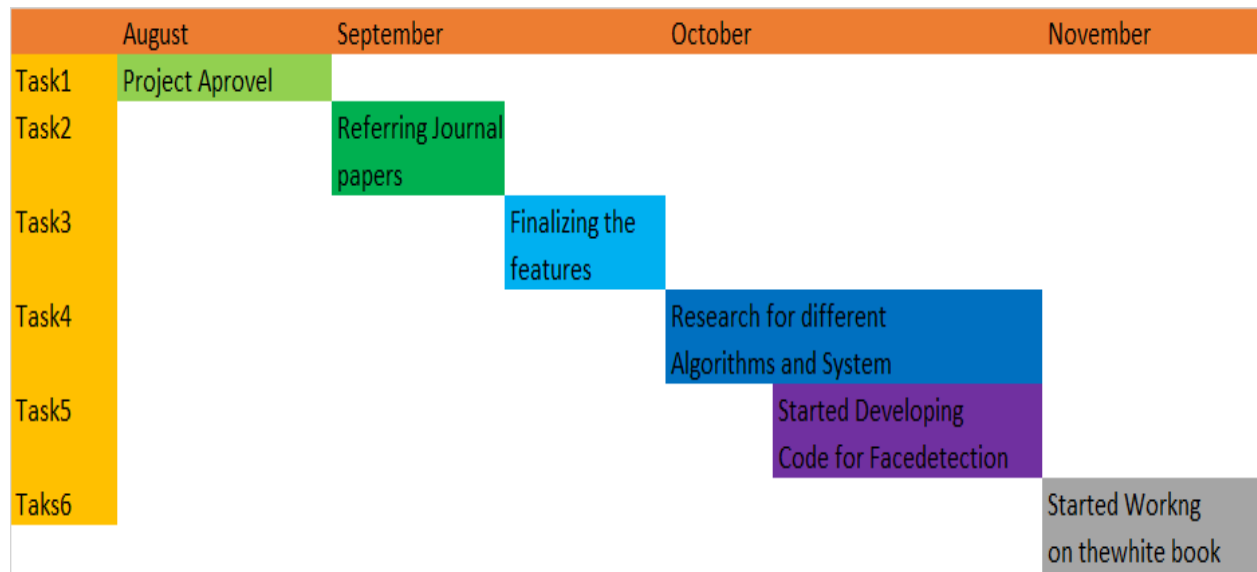 August September October November
Task1 Project Aprovel
Task2 Referring Journal
papers
Task3 Finalizing the
features
Task4 Research for different
Algorithms and System
Task5 Started Developing
Code for Facedetection
Taks6 Started Workng
on thewhite book